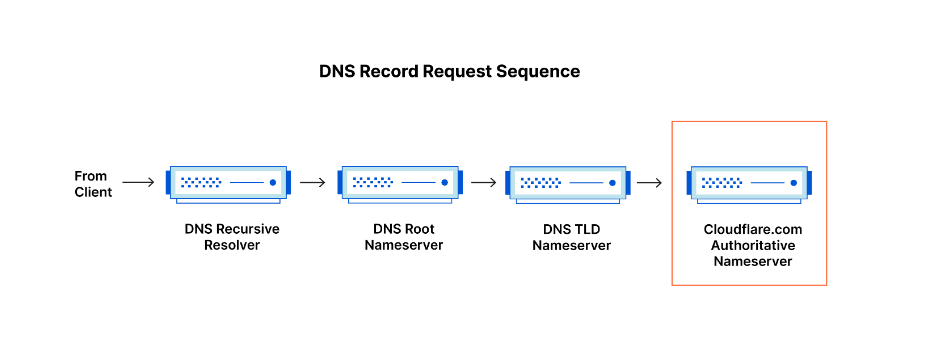 DNS Record Request Sequence
From
Client
DNS Recursive
Resolver
DNS Root
Nameserver
DNS TLD
Nameserver
Cloudflare.com
Authoritative
Nameserver